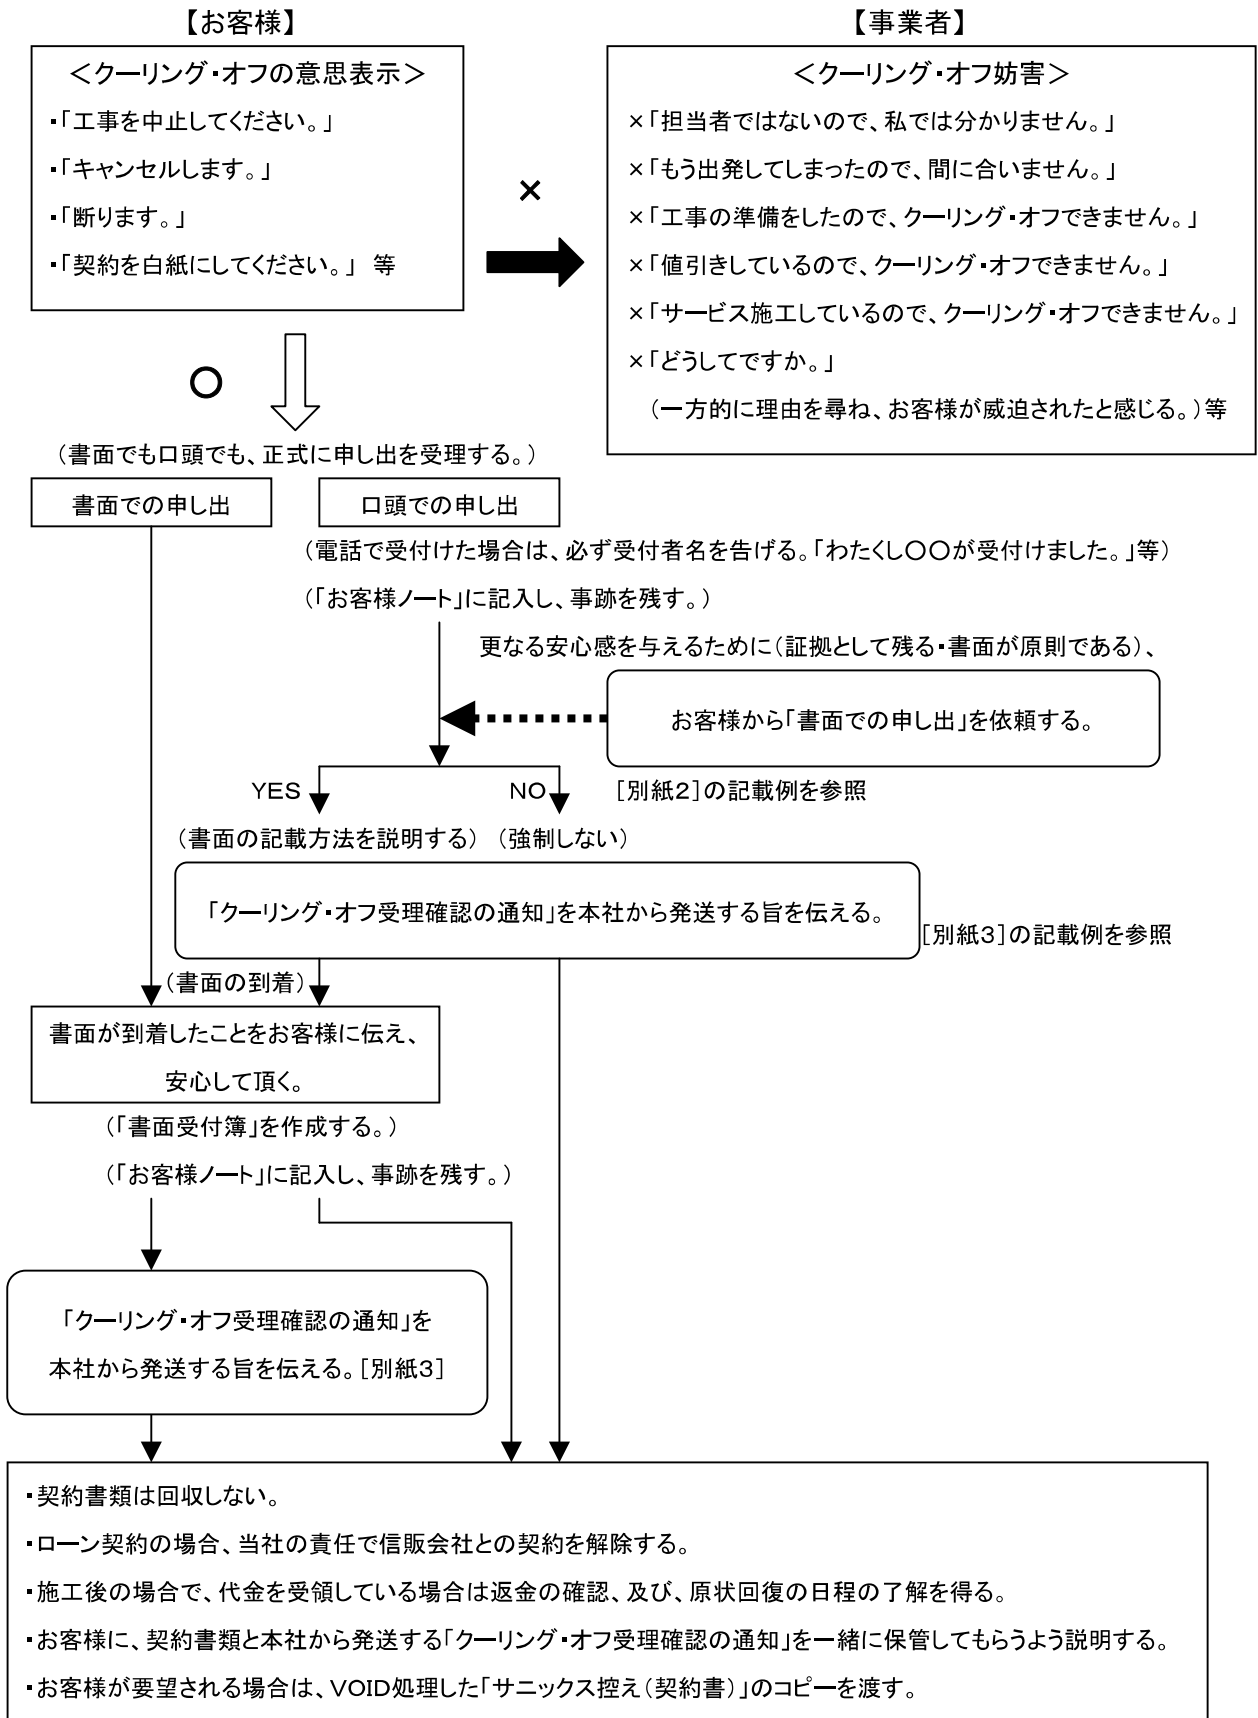 【お客様】
＜クーリング・オフの意思表示＞
・「工事を中止してください。」
・「キャンセルします。」
・「断ります。」
・「契約を白紙にしてください。」 等
×
【事業者】
＜クーリング・オフ妨害＞
×「担当者ではないので、私では分かりません。」
×「もう出発してしまったので、間に合いません。」
×「工事の準備をしたので、クーリング・オフできません。」
×「値引きしているので、クーリング・オフできません。」
×「サービス施工しているので、クーリング・オフできません。」
×「どうしてですか。」
（一方的に理由を尋ね、お客様が威迫されたと感じる。）等
○
（書面でも口頭でも、正式に申し出を受理する。）
書面での申し出
口頭での申し出
（電話で受付けた場合は、必ず受付者名を告げる。「わたくし○○が受付けました。」等）
（「お客様ノート」に記入し、事跡を残す。）
更なる安心感を与えるために（証拠として残る・書面が原則である）、
お客様から「書面での申し出」を依頼する。
YES
NO
［別紙２］の記載例を参照
（書面の記載方法を説明する）
（強制しない）
「クーリング・オフ受理確認の通知」を本社から発送する旨を伝える。
［別紙３］の記載例を参照
（書面の到着）
書面が到着したことをお客様に伝え、
安心して頂く。
（「書面受付簿」を作成する。）
（「お客様ノート」に記入し、事跡を残す。）
「クーリング・オフ受理確認の通知」を
本社から発送する旨を伝える。［別紙３］
・契約書類は回収しない。
・ローン契約の場合、当社の責任で信販会社との契約を解除する。
・施工後の場合で、代金を受領している場合は返金の確認、及び、原状回復の日程の了解を得る。
・お客様に、契約書類と本社から発送する「クーリング・オフ受理確認の通知」を一緒に保管してもらうよう説明する。
・お客様が要望される場合は、VOID処理した「サニックス控え（契約書）」のコピーを渡す。